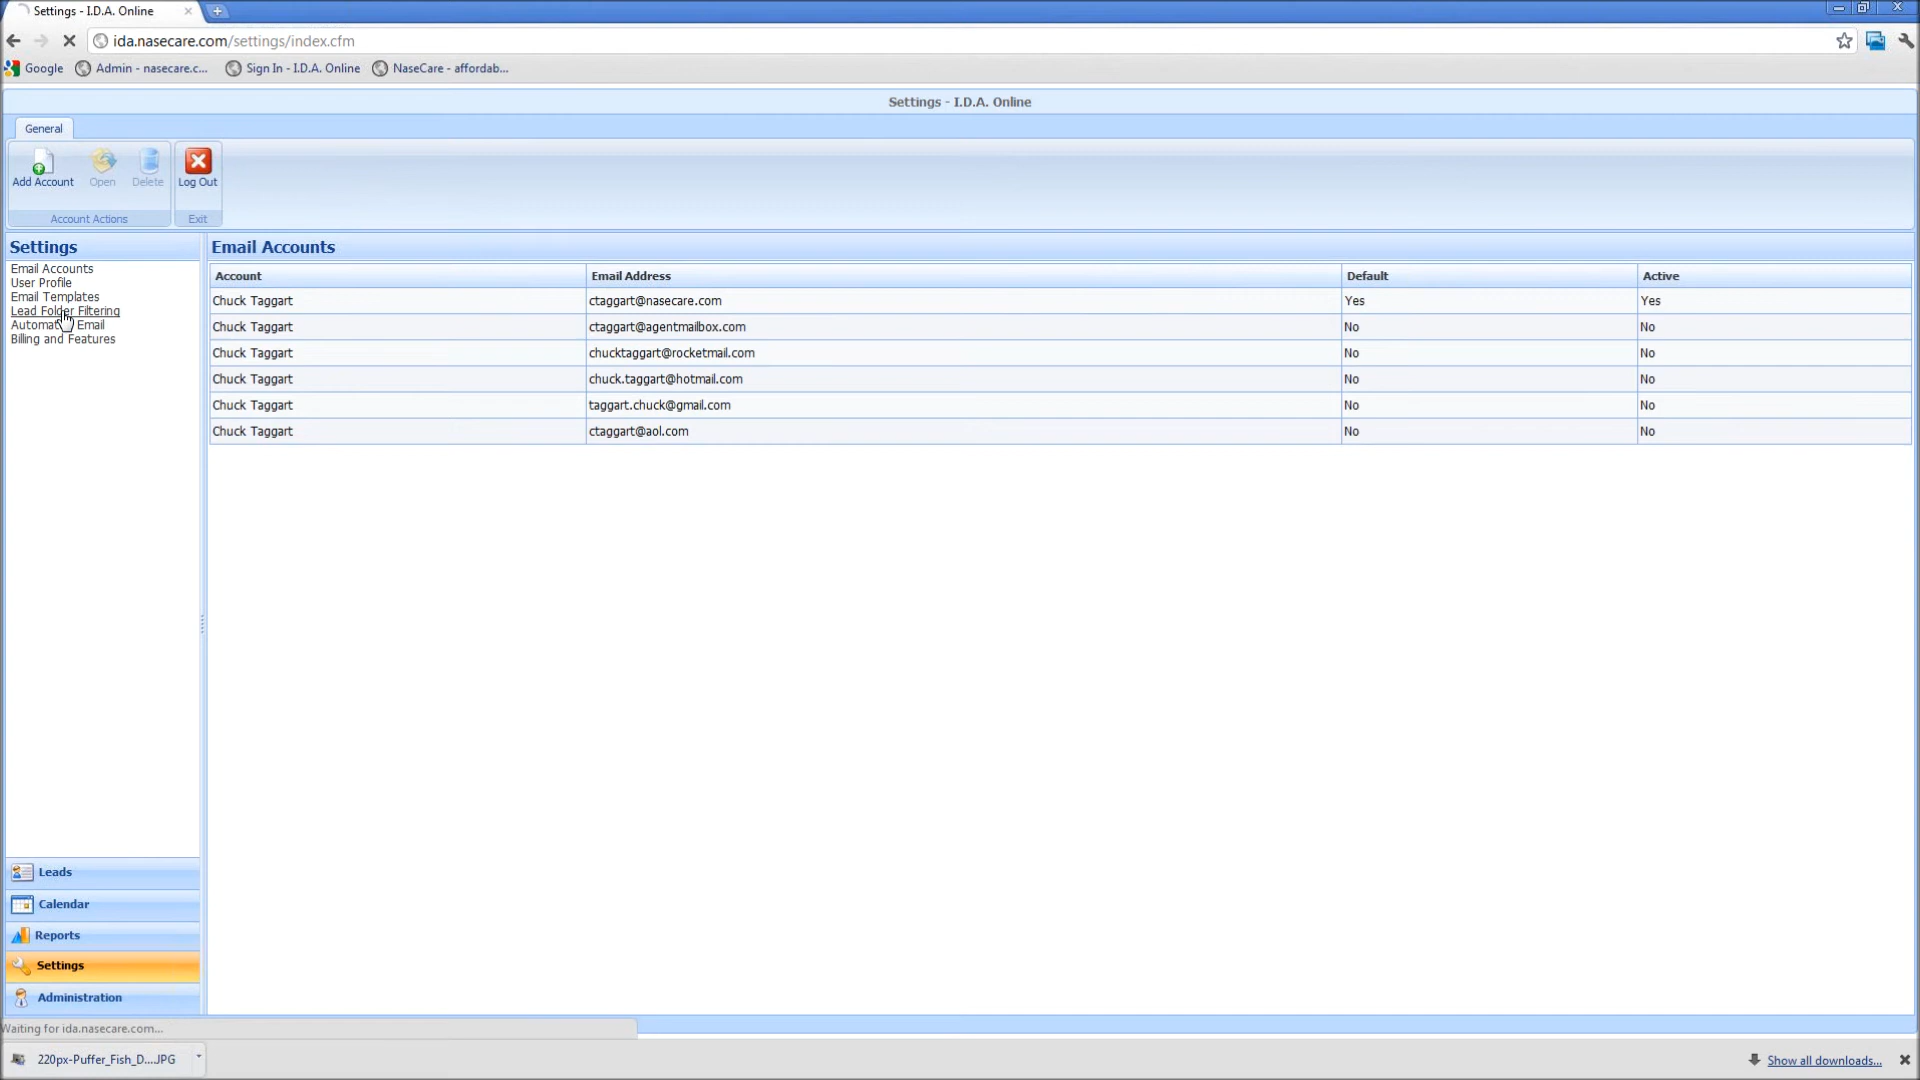 Settings - I.D.A. Online
ida.nasecare.com/settings/index.cfm
Google Admin - nasecare.c... Sign In - I.D.A. Online NaseCare - affordab...
Settings - I.D.A. Online
General
Add Account Open Delete Log Out
Account Actions Exit
Settings
Email Accounts
User Profile
Email Templates
Lead Folder Filtering
Automated Email
Billing and Features
Email Accounts
Account Email Address Default Active
Chuck Taggart ctaggart@nasecare.com Yes Yes
Chuck Taggart ctaggart@agentmailbox.com No No
Chuck Taggart chucktaggart@rocketmail.com No No
Chuck Taggart chuck.taggart@hotmail.com No No
Chuck Taggart taggart.chuck@gmail.com No No
Chuck Taggart ctaggart@aol.com No No
Leads
Calendar
Reports
Settings
Administration
Waiting for ida.nasecare.com...
220px-Puffer_Fish_D....JPG Show all downloads...